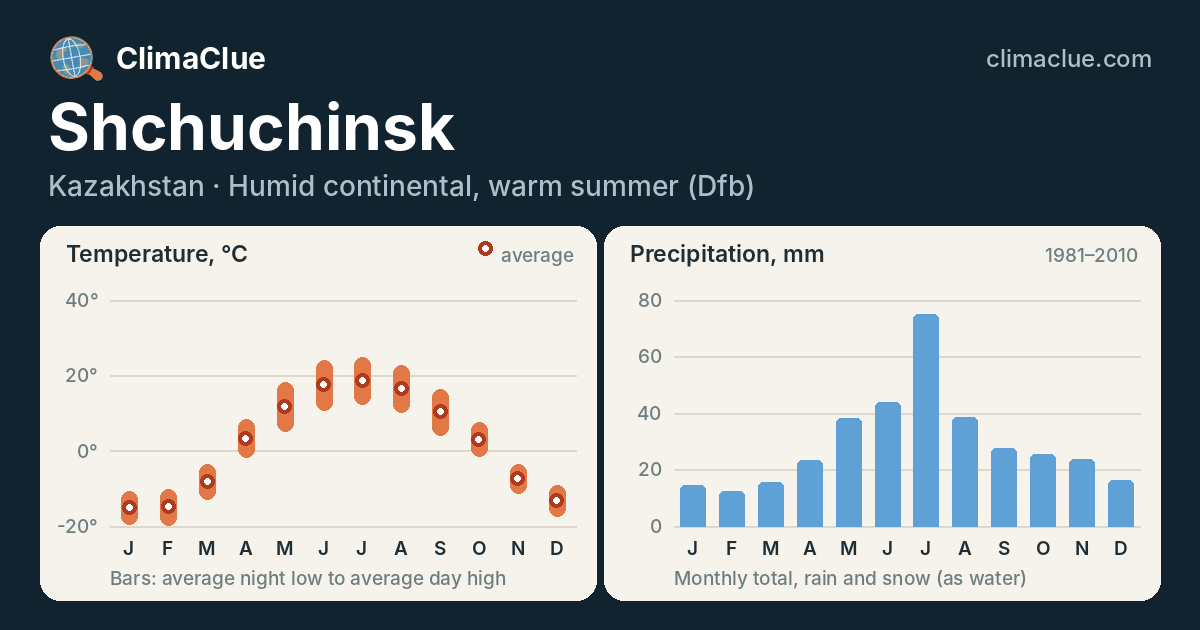 ClimaClue
climaclue.com
Shchuchinsk
Kazakhstan · Humid continental, warm summer (Dfb)
Temperature, °C
average
40°
20°
0°
-20°
J F M A M J J A S O N D
Bars: average night low to average day high
Precipitation, mm
1981–2010
80
60
40
20
0
J F M A M J J A S O N D
Monthly total, rain and snow (as water)